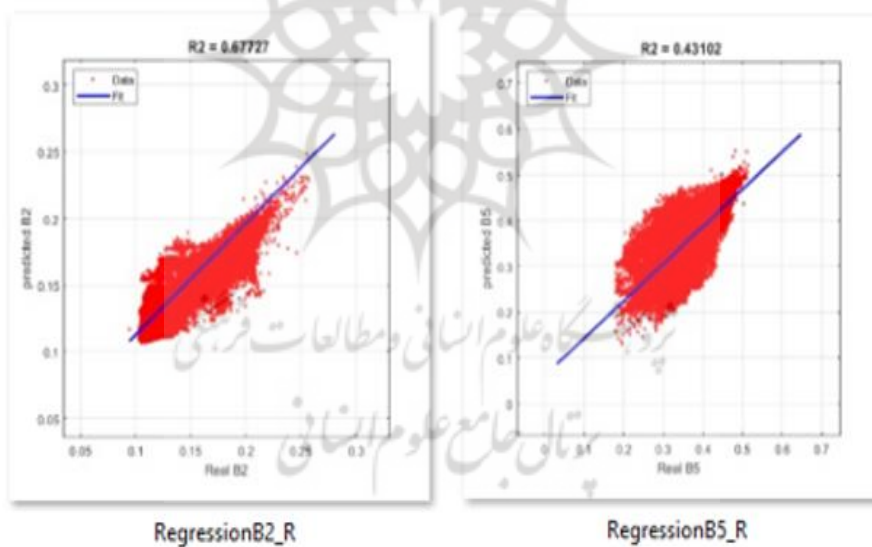 R2 = 0.67727
Data
Fit
0.3
0.25
0.2
0.15
0.1
0.05
predicted B2
0.05
0.1
0.15
0.2
0.25
0.3
Real B2
RegressionB2_R
R2 = 0.43102
Data
Fit
0.7
0.6
0.5
0.4
0.3
0.2
0.1
0
predicted B5
0
0.1
0.2
0.3
0.4
0.5
0.6
0.7
Real B5
RegressionB5_R
پژوهشگاه علوم انسانی و مطالعات فرهنگی
پرتال جامع علوم انسانی